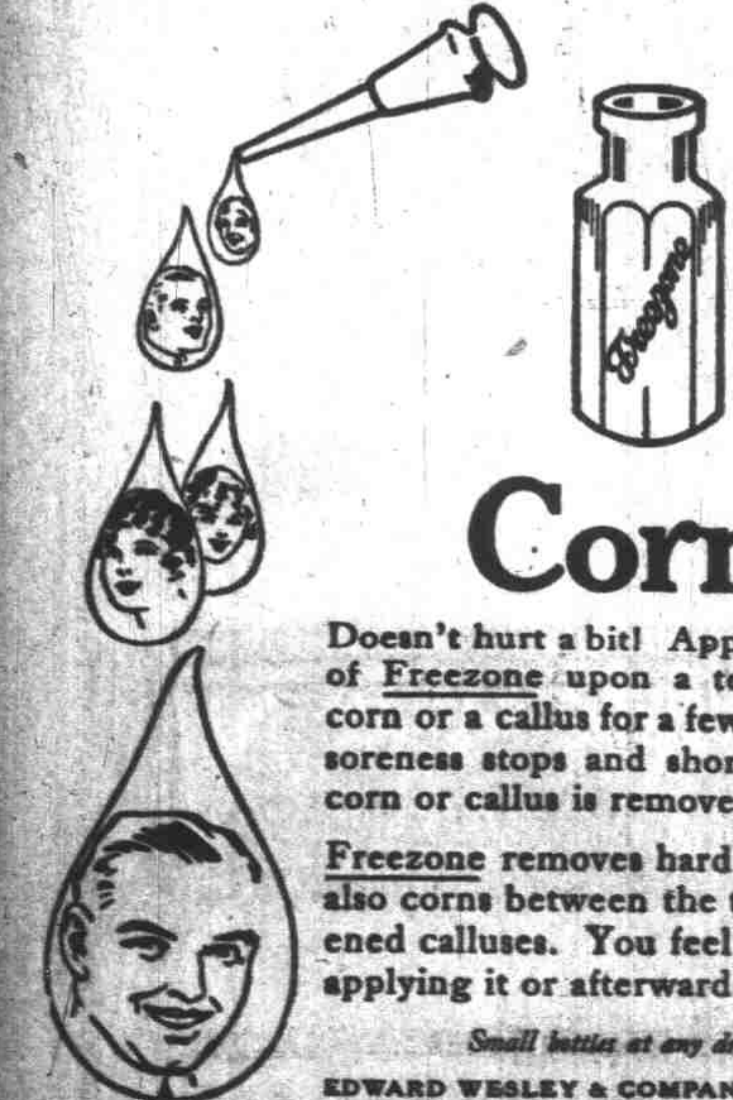 Freezone
Corn
Doesn't hurt a bit! App
of Freezone upon a te
corn or a callus for a few
soreness stops and shor
corn or callus is remove
Freezone removes hard
also corns between the t
ened calluses. You feel
applying it or afterward
Small bottles at any dr
EDWARD WESLEY & COMPAN